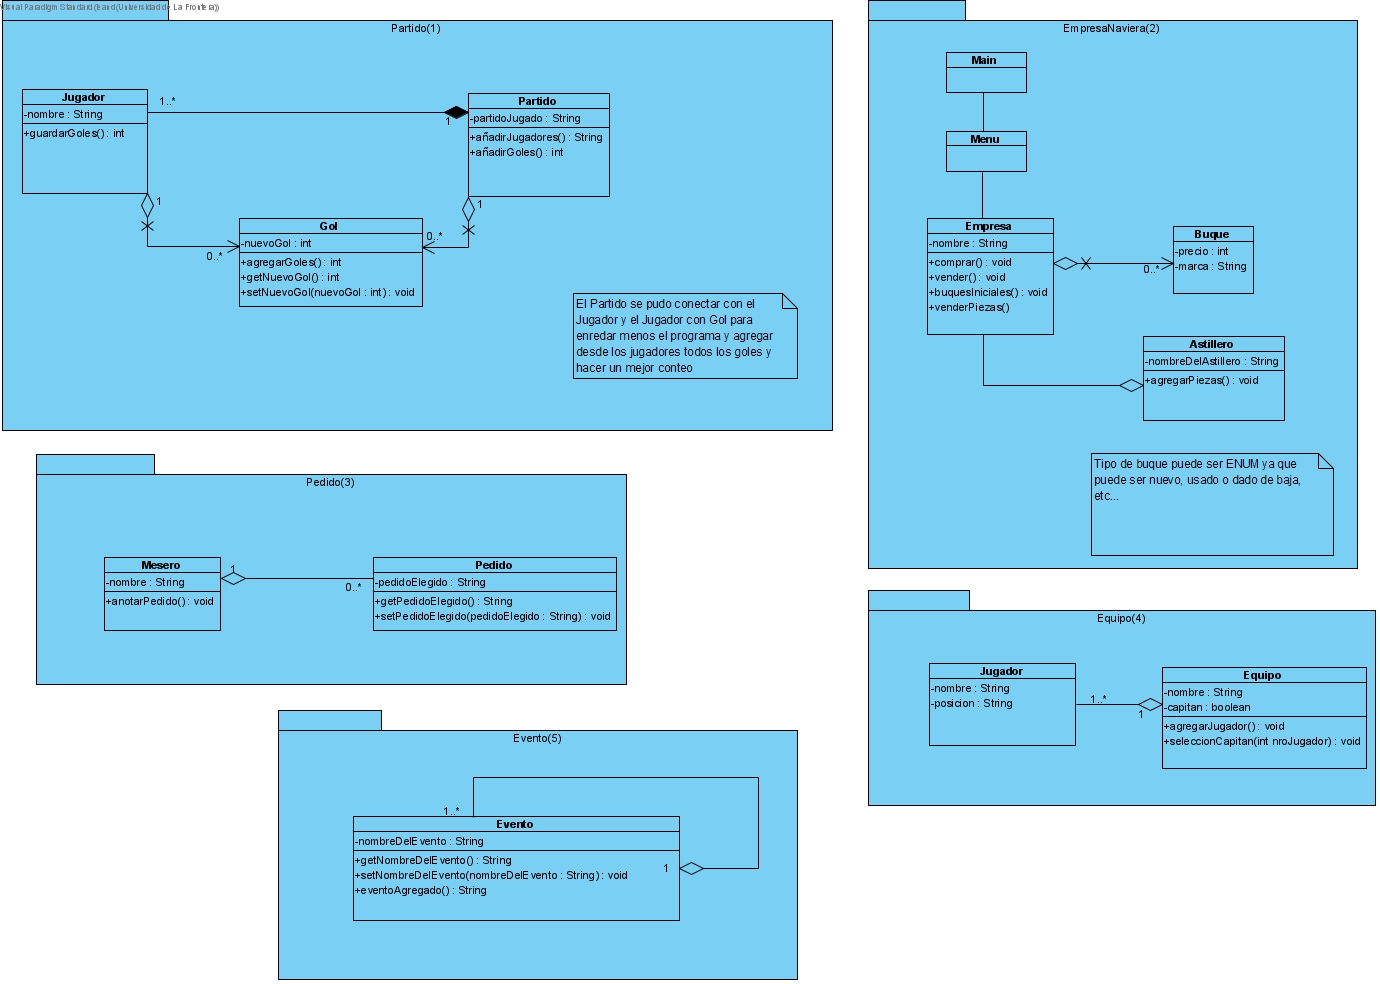 Visual Paradigm Standard(isaud(Universidad de La Frontera))
Partido(1)
Jugador
-nombre : String
+guardarGoles() : int
1..*
1
Partido
-partidoJugado : String
+añadirJugadores() : String
+añadirGoles() : int
1
0..*
1
0..*
Gol
-nuevoGol : int
+agregarGoles() : int
+getNuevoGol() : int
+setNuevoGol(nuevoGol : int) : void
El Partido se pudo conectar con el
Jugador y el Jugador con Gol para
enredar menos el programa y agregar
desde los jugadores todos los goles y
hacer un mejor conteo
EmpresaNaviera(2)
Main
Menu
Empresa
-nombre : String
+comprar() : void
+vender() : void
+buquesIniciales() : void
+venderPiezas()
0..*
Buque
-precio : int
-marca : String
Astillero
-nombreDelAstillero : String
+agregarPiezas() : void
Tipo de buque puede ser ENUM ya que
puede ser nuevo, usado o dado de baja,
etc...
Pedido(3)
Mesero
-nombre : String
+anotarPedido() : void
1
0..*
Pedido
-pedidoElegido : String
+getPedidoElegido() : String
+setPedidoElegido(pedidoElegido : String) : void
Equipo(4)
Jugador
-nombre : String
-posicion : String
1..*
1
Equipo
-nombre : String
-capitan : boolean
+agregarJugador() : void
+seleccionCapitan(int nroJugador) : void
Evento(5)
1..*
Evento
-nombreDelEvento : String
+getNombreDelEvento() : String
+setNombreDelEvento(nombreDelEvento : String) : void
+eventoAgregado() : String
1